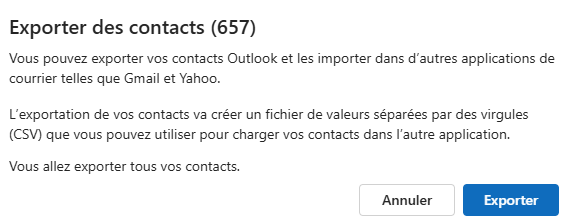 Exporter des contacts (657)
Vous pouvez exporter vos contacts Outlook et les importer dans d’autres applications de
courrier telles que Gmail et Yahoo.
L’exportation de vos contacts va créer un fichier de valeurs séparées par des virgules
(CSV) que vous pouvez utiliser pour charger vos contacts dans l’autre application.
Vous allez exporter tous vos contacts.
Annuler
Exporter